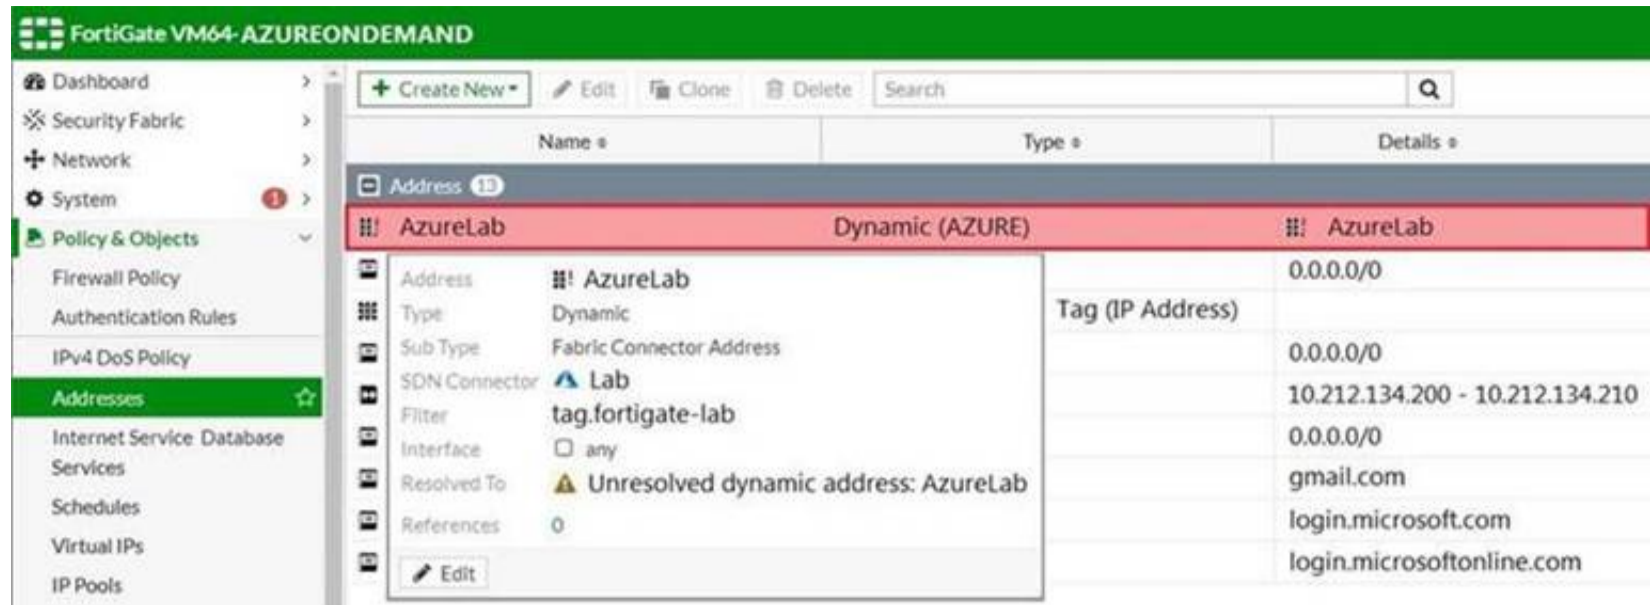 FortiGate VM64-AZUREONDEMAND
Dashboard
Security Fabric
Network
System 1
Policy & Objects
Firewall Policy
Authentication Rules
IPv4 DoS Policy
Addresses
Internet Service Database
Services
Schedules
Virtual IPs
IP Pools
+ Create New Edit Clone Delete Search
Name Type Details
Address 13
AzureLab Dynamic (AZURE) AzureLab
0.0.0.0/0
Tag (IP Address)
0.0.0.0/0
10.212.134.200 - 10.212.134.210
0.0.0.0/0
gmail.com
login.microsoft.com
login.microsoftonline.com
Address AzureLab
Type Dynamic
Sub Type Fabric Connector Address
SDN Connector Lab
Filter tag.fortigate-lab
Interface any
Resolved To Unresolved dynamic address: AzureLab
References 0
Edit